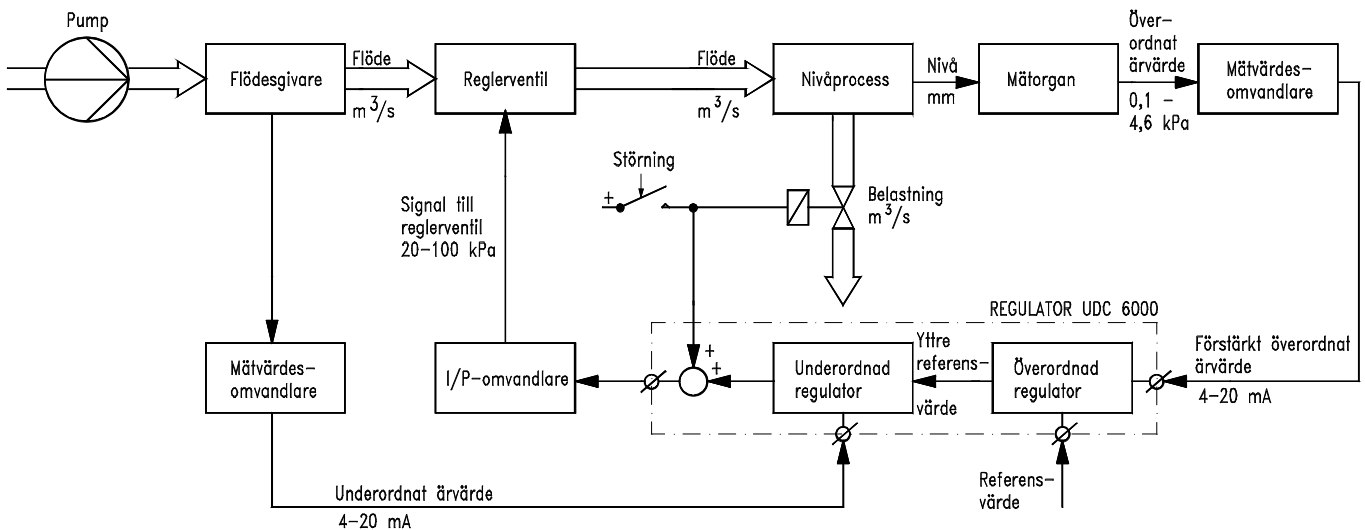 Pump
Flödesgivare
Flöde
m³/s
Reglerventil
Flöde
m³/s
Nivåprocess
Nivå
mm
Mätorgan
Över-
ordnat
ärvärde
0,1 –
4,6 kPa
Mätvärdes-
omvandlare
Störning
+
Belastning
m³/s
Signal till
reglerventil
20–100 kPa
REGULATOR UDC 6000
Mätvärdes-
omvandlare
I/P-omvandlare
+
+
Underordnad
regulator
Yttre
referens-
värde
Överordnad
regulator
Förstärkt överordnat
ärvärde
4–20 mA
Underordnat ärvärde
4–20 mA
Referens-
värde